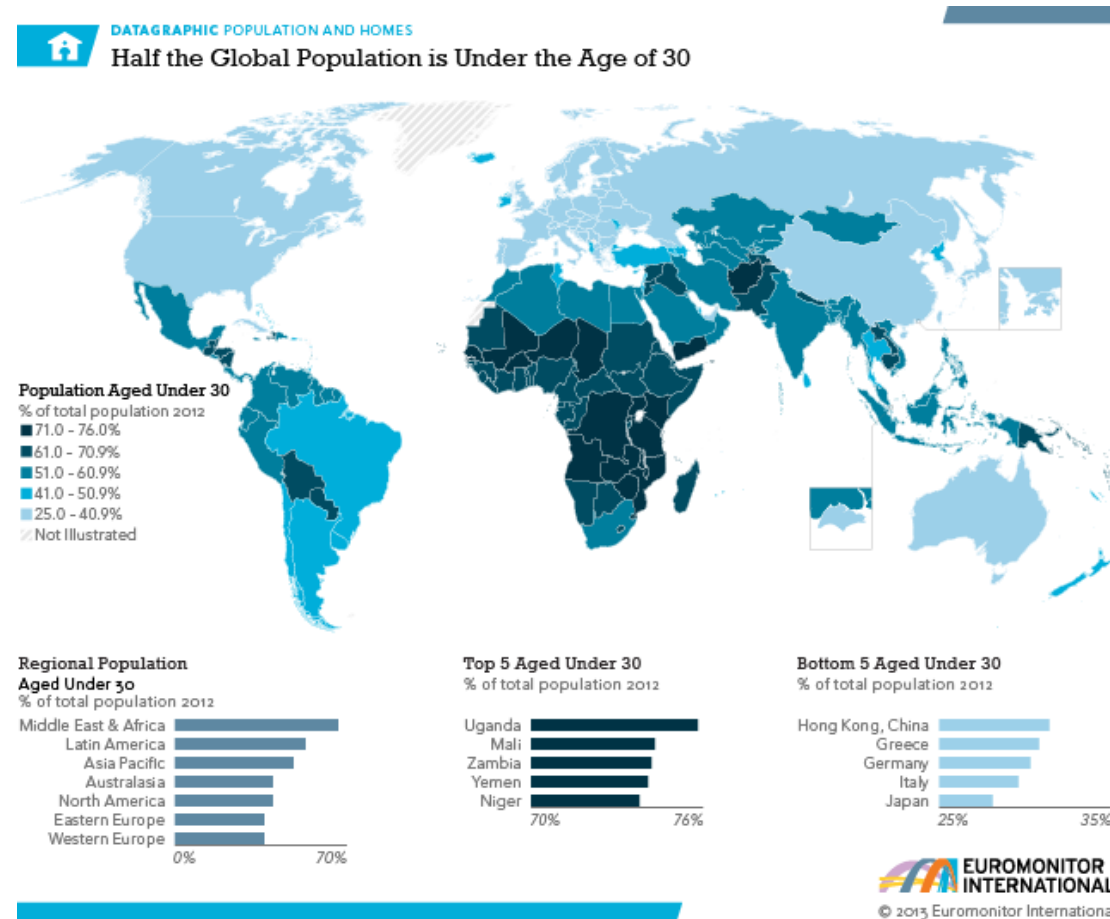 DATAGRAPHIC POPULATION AND HOMES
Half the Global Population is Under the Age of 30
Population Aged Under 30
% of total population 2012
71.0 - 76.0%
61.0 - 70.9%
51.0 - 60.9%
41.0 - 50.9%
25.0 - 40.9%
Not Illustrated
Regional Population
Aged Under 30
% of total population 2012
Middle East & Africa
Latin America
Asia Pacific
Australasia
North America
Eastern Europe
Western Europe
0% 70%
Top 5 Aged Under 30
% of total population 2012
Uganda
Mali
Zambia
Yemen
Niger
70% 76%
Bottom 5 Aged Under 30
% of total population 2012
Hong Kong, China
Greece
Germany
Italy
Japan
25% 35%
EUROMONITOR
INTERNATIONAL
© 2013 Euromonitor Internationa